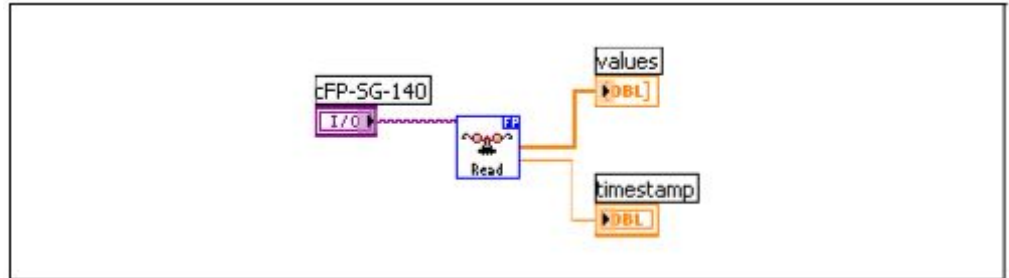 values
DBL]
cFP-SG-140
I/O
FP
Read
timestamp
DBL